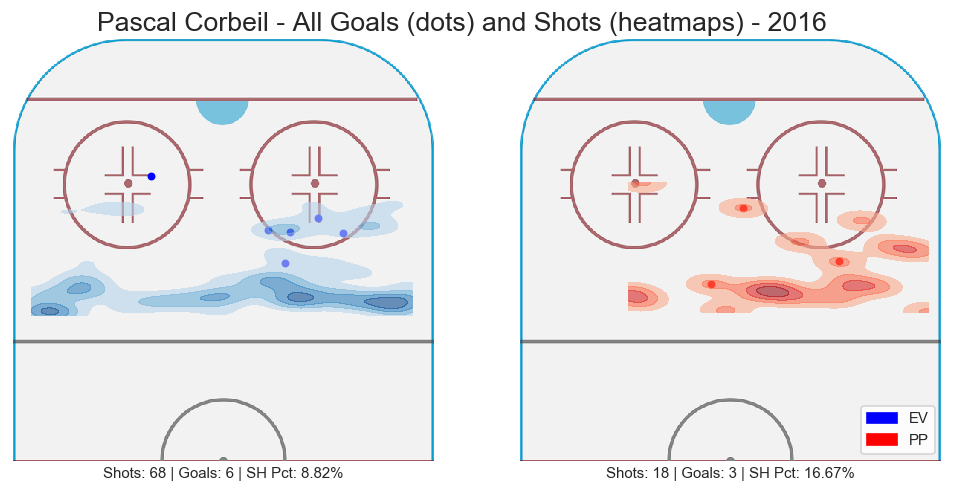 Pascal Corbeil - All Goals (dots) and Shots (heatmaps) - 2016
EV
PP
Shots: 68 | Goals: 6 | SH Pct: 8.82%
Shots: 18 | Goals: 3 | SH Pct: 16.67%